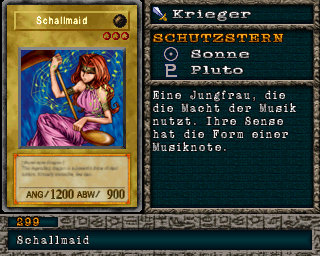 Schallmaid
ANG/ 1200 ABW/ 900
Krieger
SCHUTZSTERN
Sonne
Pluto
Eine Jungfrau, die
die Macht der Musik
nutzt. Ihre Sense
hat die Form einer
Musiknote.
299
Schallmaid